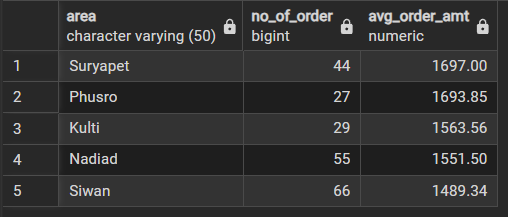 area no_of_order avg_order_amt
character varying (50) bigint numeric
1 Suryapet 44 1697.00
2 Phusro 27 1693.85
3 Kulti 29 1563.56
4 Nadiad 55 1551.50
5 Siwan 66 1489.34